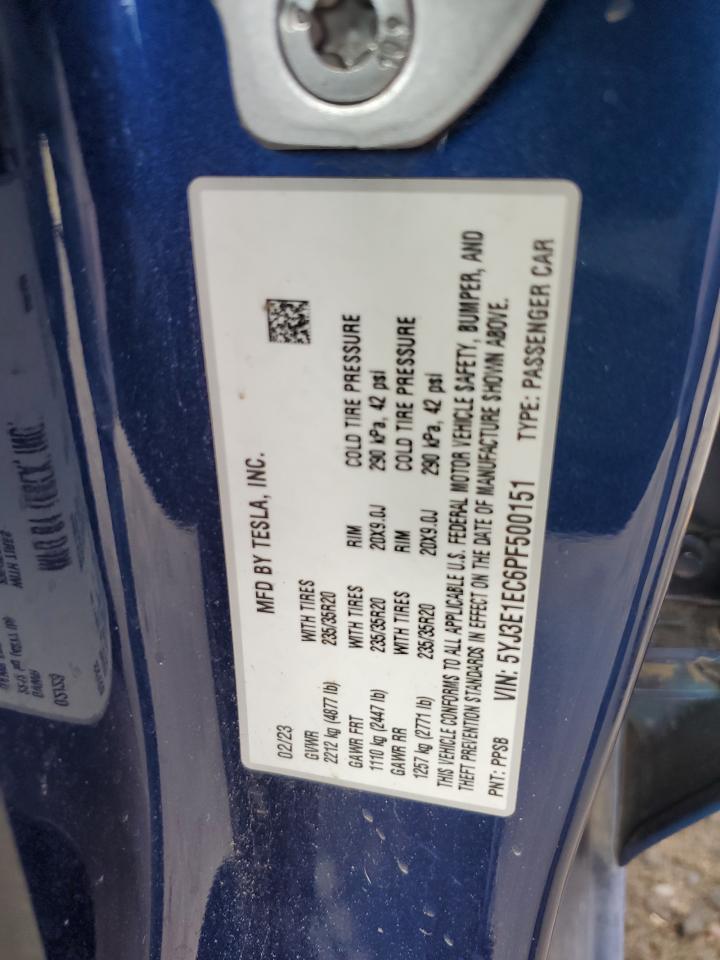 MFD BY TESLA, INC.
02/23
GVWR WITH TIRES
2212 kg (4877 lb) 235/35R20
GAWR FRT WITH TIRES RIM COLD TIRE PRESSURE
1110 kg (2447 lb) 235/35R20 20X9.0J 290 kPa, 42 psi
GAWR RR WITH TIRES RIM COLD TIRE PRESSURE
1257 kg (2771 lb) 235/35R20 20X9.0J 290 kPa, 42 psi
THIS VEHICLE CONFORMS TO ALL APPLICABLE U.S. FEDERAL MOTOR VEHICLE SAFETY, BUMPER, AND
THEFT PREVENTION STANDARDS IN EFFECT ON THE DATE OF MANUFACTURE SHOWN ABOVE.
PNT: PPSB VIN: 5YJ3E1EC6PF500151 TYPE: PASSENGER CAR